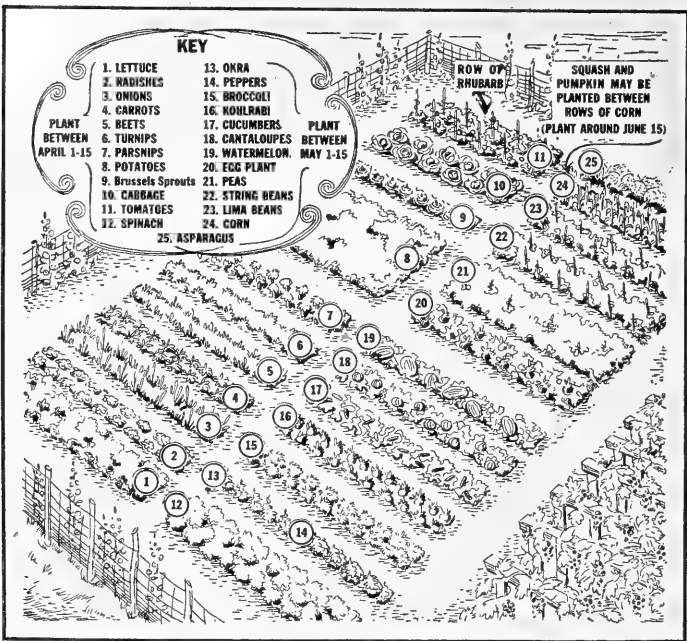 KEY
1. LETTUCE
2. RADISHES
3. ONIONS
4. CARROTS
5. BEETS
6. TURNIPS
7. PARSNIPS
8. POTATOES
9. Brussels Sprouts
10. CABBAGE
11. TOMATOES
12. SPINACH
13. OKRA
14. PEPPERS
15. BROCCOLI
16. KOHLRABI
17. CUCUMBERS
18. CANTALOUPES
19. WATERMELON.
20. EGG PLANT
21. PEAS
22. STRING BEANS
23. LIMA BEANS
24. CORN
25. ASPARAGUS
PLANT
BETWEEN
APRIL 1-15
PLANT
BETWEEN
MAY 1-15
ROW OF
RHUBARB
SQUASH AND
PUMPKIN MAY BE
PLANTED BETWEEN
ROWS OF CORN
(PLANT AROUND JUNE 15)
11
25
10
24
9
23
22
8
21
20
7
19
6
18
5
17
4
16
3
15
2
13
1
12
14